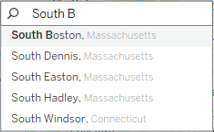 South B
South Boston, Massachusetts
South Dennis, Massachusetts
South Easton, Massachusetts
South Hadley, Massachusetts
South Windsor, Connecticut